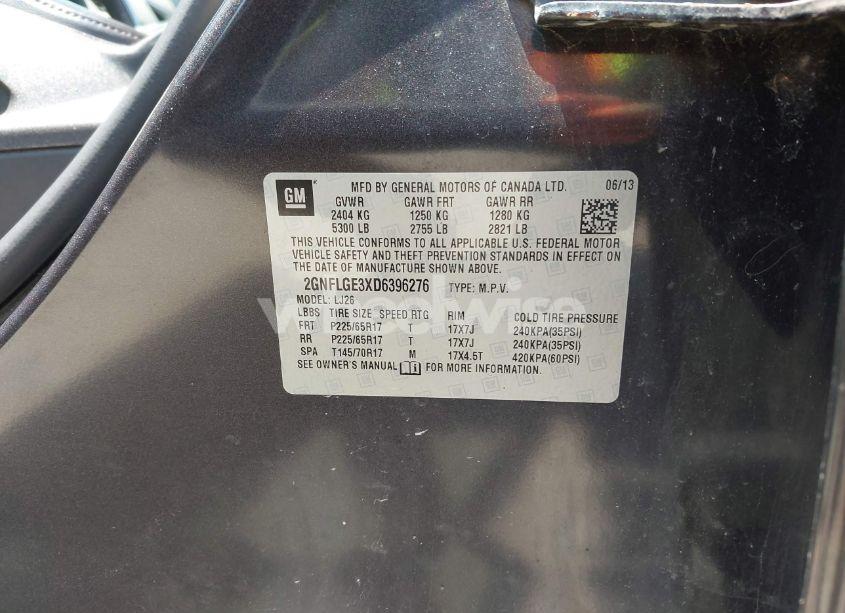 GM
MFD BY GENERAL MOTORS OF CANADA LTD. 06/13
GVWR GAWR FRT GAWR RR
2404 KG 1250 KG 1280 KG
5300 LB 2755 LB 2821 LB
THIS VEHICLE CONFORMS TO ALL APPLICABLE U.S. FEDERAL MOTOR
VEHICLE SAFETY AND THEFT PREVENTION STANDARDS IN EFFECT ON
THE DATE OF MANUFACTURE SHOWN ABOVE.
2GNFLGE3XD6396276 TYPE: M.P.V.
MODEL: LJ26
LBBS TIRE SIZE SPEED RTG RIM COLD TIRE PRESSURE
FRT P225/65R17 T 17X7J 240KPA(35PSI)
RR P225/65R17 T 17X7J 240KPA(35PSI)
SPA T145/70R17 M 17X4.5T 420KPA(60PSI)
SEE OWNER'S MANUAL FOR MORE INFORMATION.
wheelwise